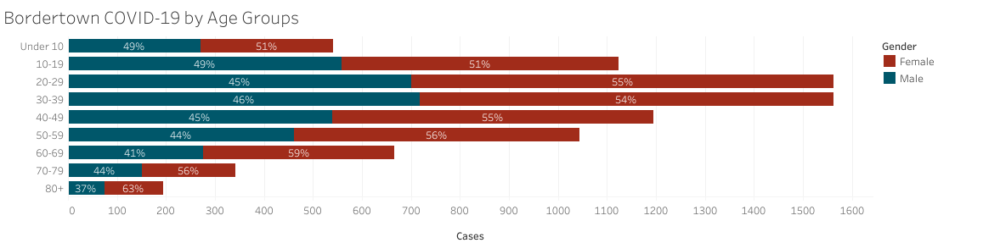 Bordertown COVID-19 by Age Groups
Under 10 49% 51%
10-19 49% 51%
20-29 45% 55%
30-39 46% 54%
40-49 45% 55%
50-59 44% 56%
60-69 41% 59%
70-79 44% 56%
80+ 37% 63%
0 100 200 300 400 500 600 700 800 900 1000 1100 1200 1300 1400 1500 1600
Cases
Gender
Female
Male